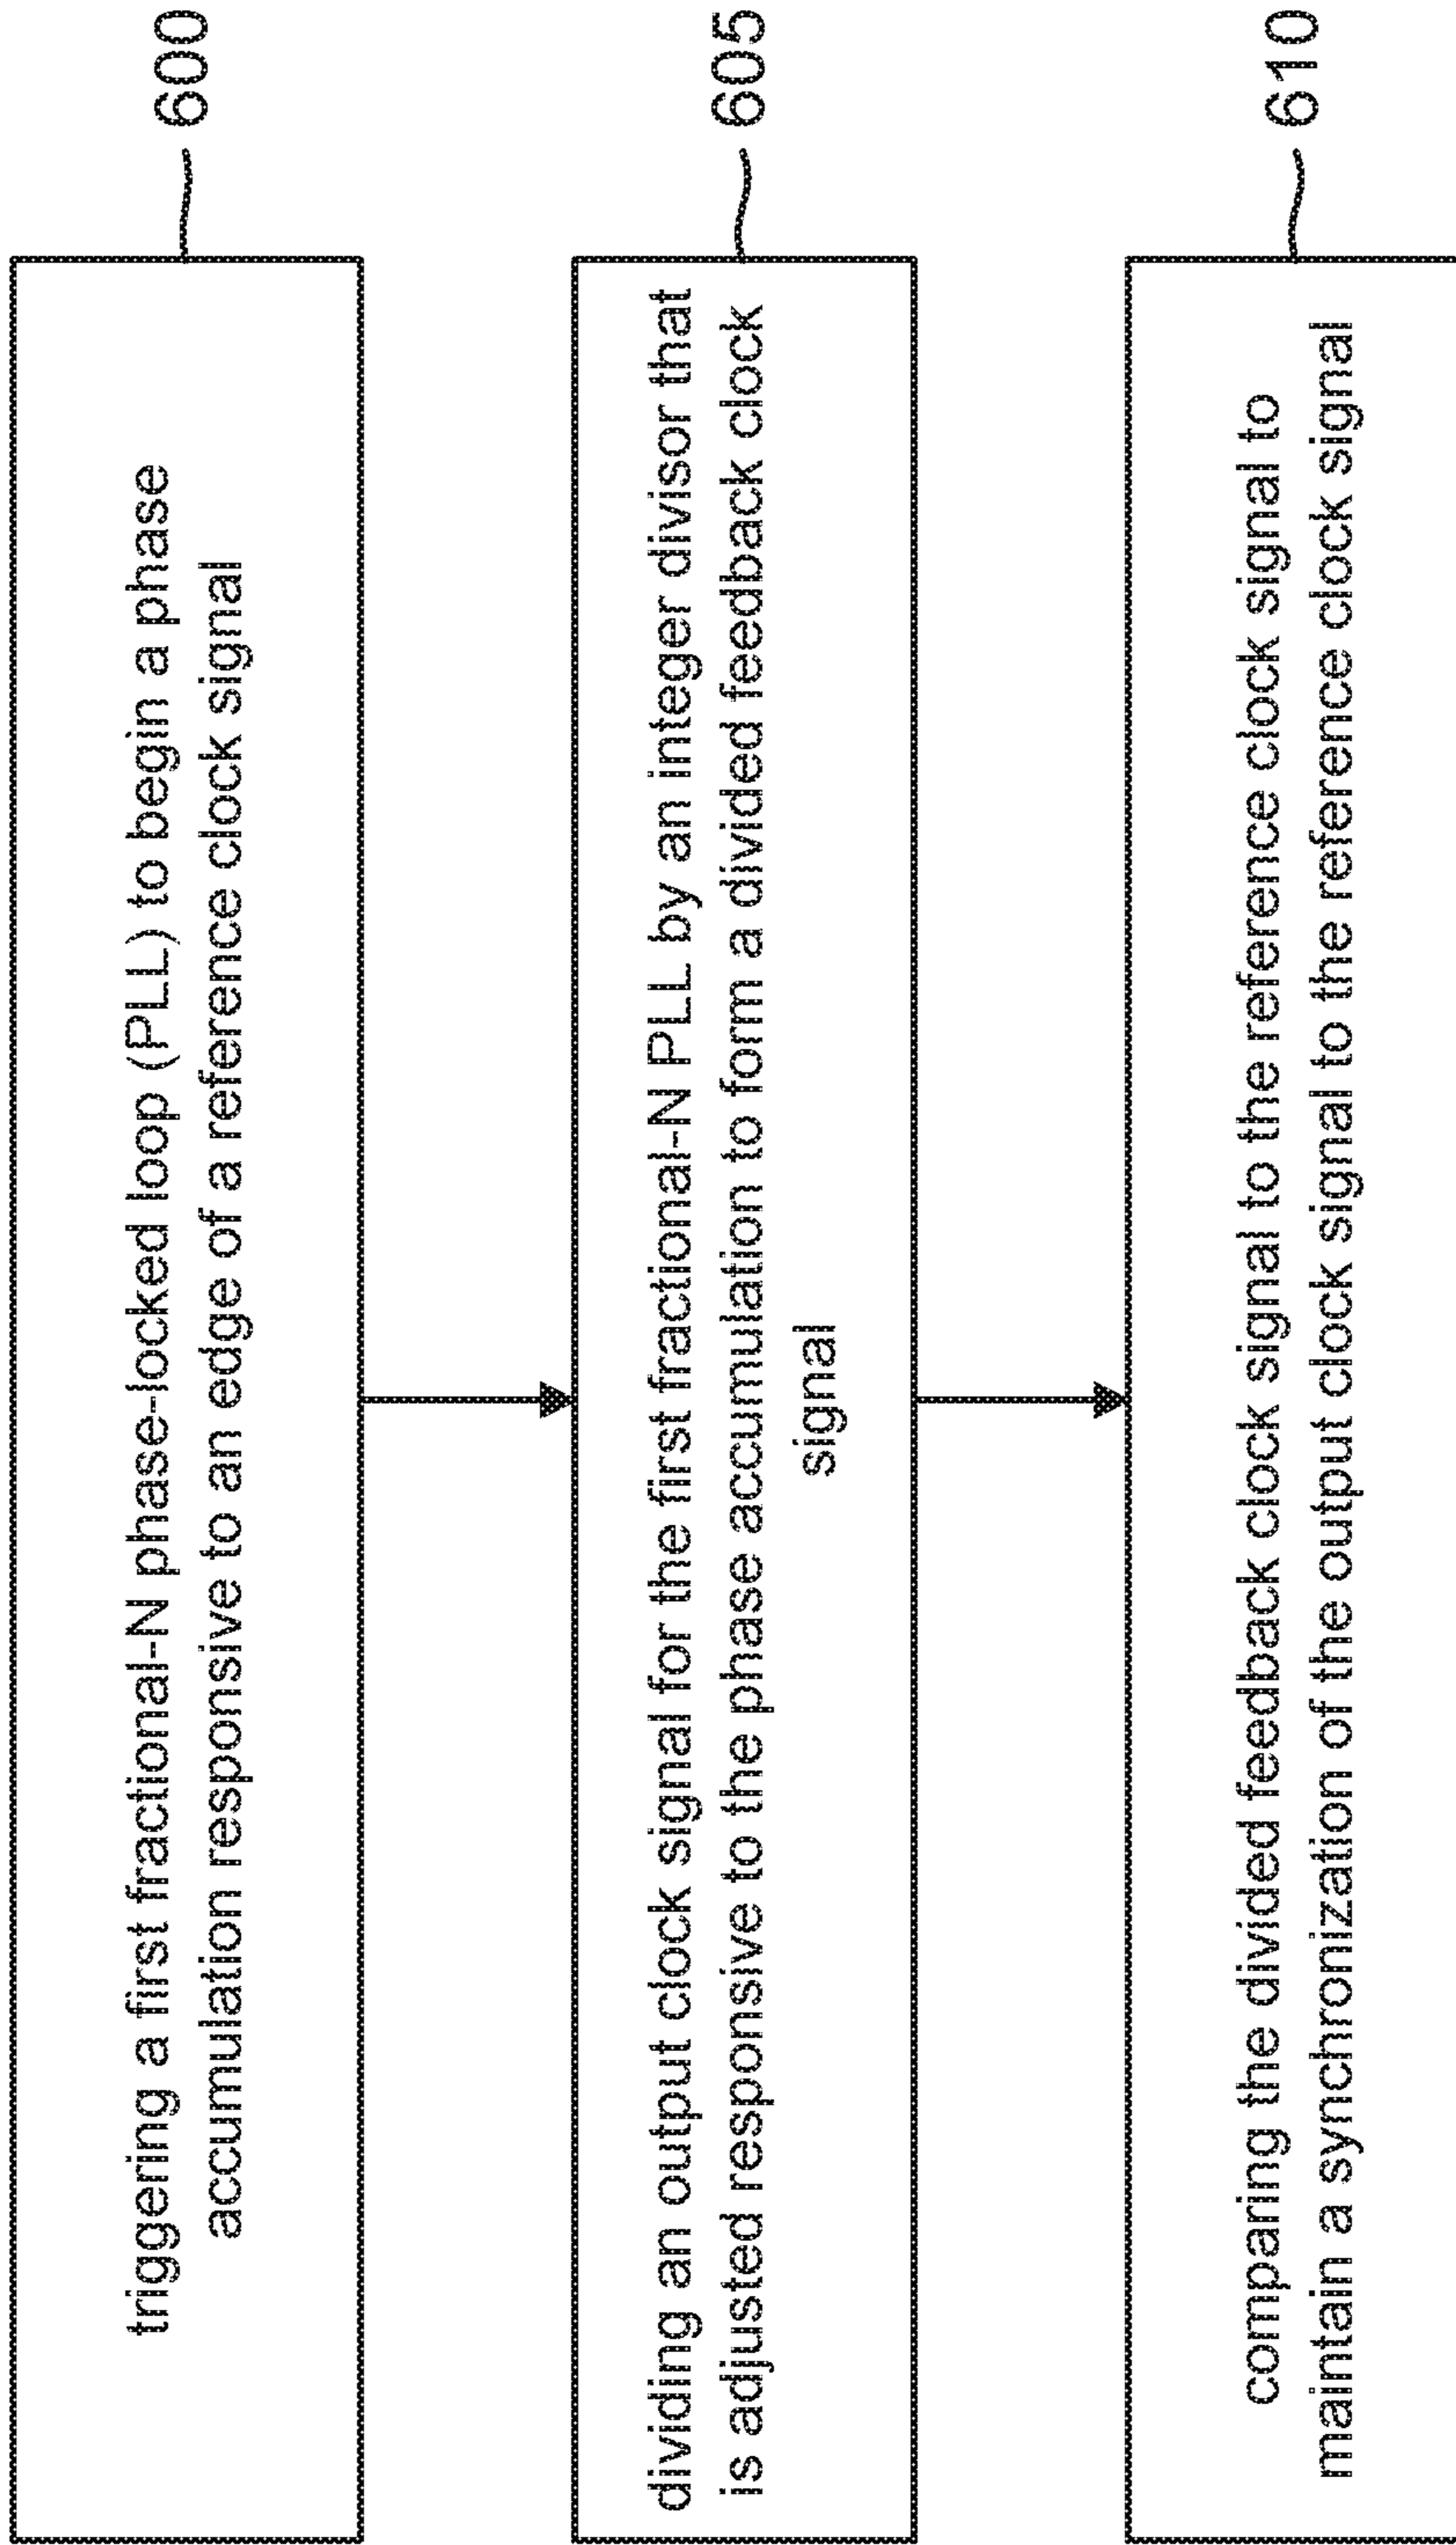 triggering a first fractional-N phase-locked loop (PLL) to begin a phase
accumulation responsive to an edge of a reference clock signal
600
dividing an output clock signal for the first fractional-N PLL by an integer divisor that
is adjusted responsive to the phase accumulation to form a divided feedback clock
signal
605
comparing the divided feedback clock signal to the reference clock signal to
maintain a synchronization of the output clock signal to the reference clock signal
610